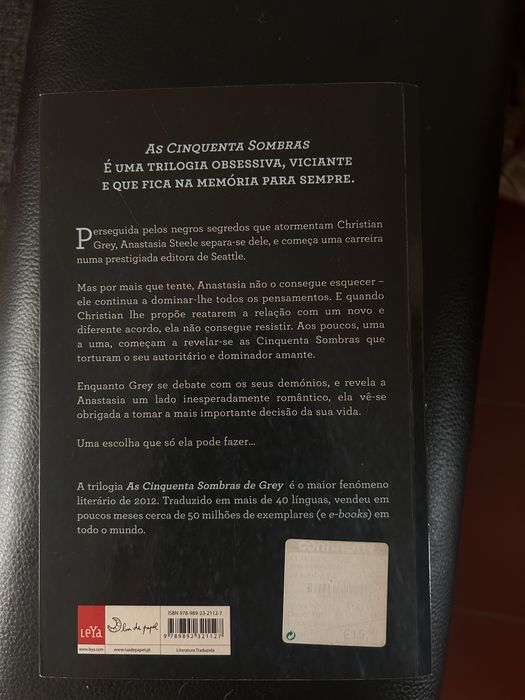 AS CINQUENTA SOMBRAS
É UMA TRILOGIA OBSESSIVA, VICIANTE
E QUE FICA NA MEMÓRIA PARA SEMPRE.
Perseguida pelos negros segredos que atormentam Christian
Grey, Anastasia Steele separa-se dele, e começa uma carreira
numa prestigiada editora de Seattle.
Mas por mais que tente, Anastasia não o consegue esquecer –
ele continua a dominar-lhe todos os pensamentos. E quando
Christian lhe propõe reatarem a relação com um novo e
diferente acordo, ela não consegue resistir. Aos poucos, uma
a uma, começam a revelar-se as Cinquenta Sombras que
torturam o seu autoritário e dominador amante.
Enquanto Grey se debate com os seus demónios, e revela a
Anastasia um lado inesperadamente romântico, ela vê-se
obrigada a tomar a mais importante decisão da sua vida.
Uma escolha que só ela pode fazer...
A trilogia As Cinquenta Sombras de Grey é o maior fenómeno
literário de 2012. Traduzido em mais de 40 línguas, vendeu em
poucos meses cerca de 50 milhões de exemplares (e e-books) em
todo o mundo.
LEYA
www.leya.com
Lua de papel
www.luadepapel.pt
ISBN 978-989-23-2112-7
9789892321127
Literatura Traduzida